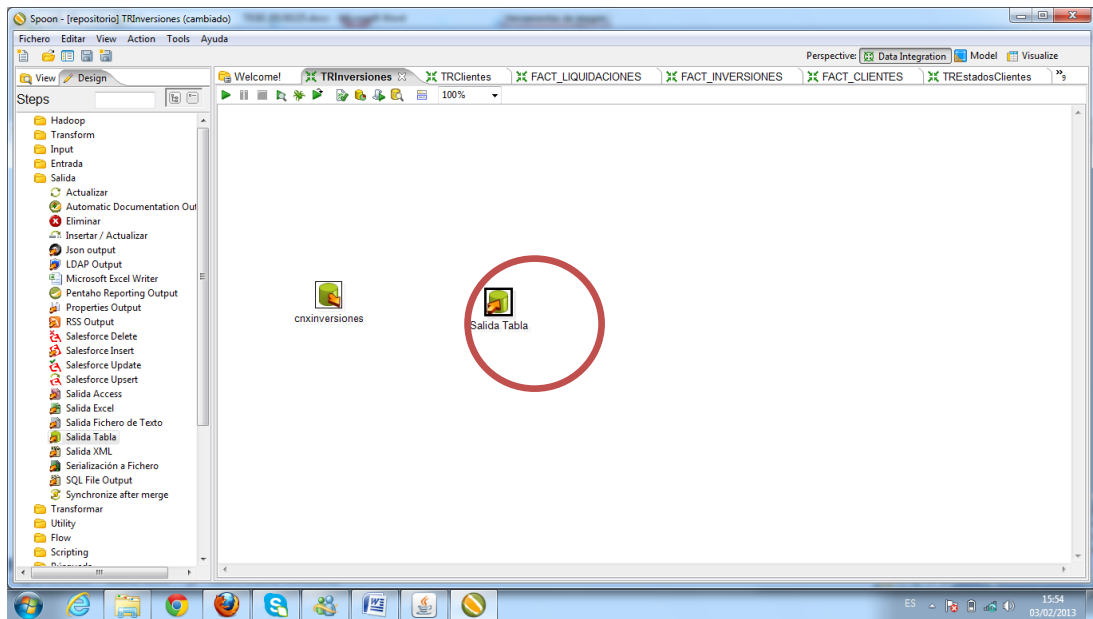 Spoon - [repositorio] TRInversiones (cambiado)
Fichero Editar View Action Tools Ayuda
Perspective: Data Integration Model Visualize
View Design
Welcome! TRInversiones TRClientes FACT_LIQUIDACIONES FACT_INVERSIONES FACT_CLIENTES TREstadosClientes »9
Steps
100%
Hadoop
Transform
Input
Entrada
Salida
Actualizar
Automatic Documentation Out
Eliminar
Insertar / Actualizar
Json output
LDAP Output
Microsoft Excel Writer
Pentaho Reporting Output
Properties Output
RSS Output
Salesforce Delete
Salesforce Insert
Salesforce Update
Salesforce Upsert
Salida Access
Salida Excel
Salida Fichero de Texto
Salida Tabla
Salida XML
Serialización a Fichero
SQL File Output
Synchronize after merge
Transformar
Utility
Flow
Scripting
cnxinversiones
Salida Tabla
ES
15:54
03/02/2013